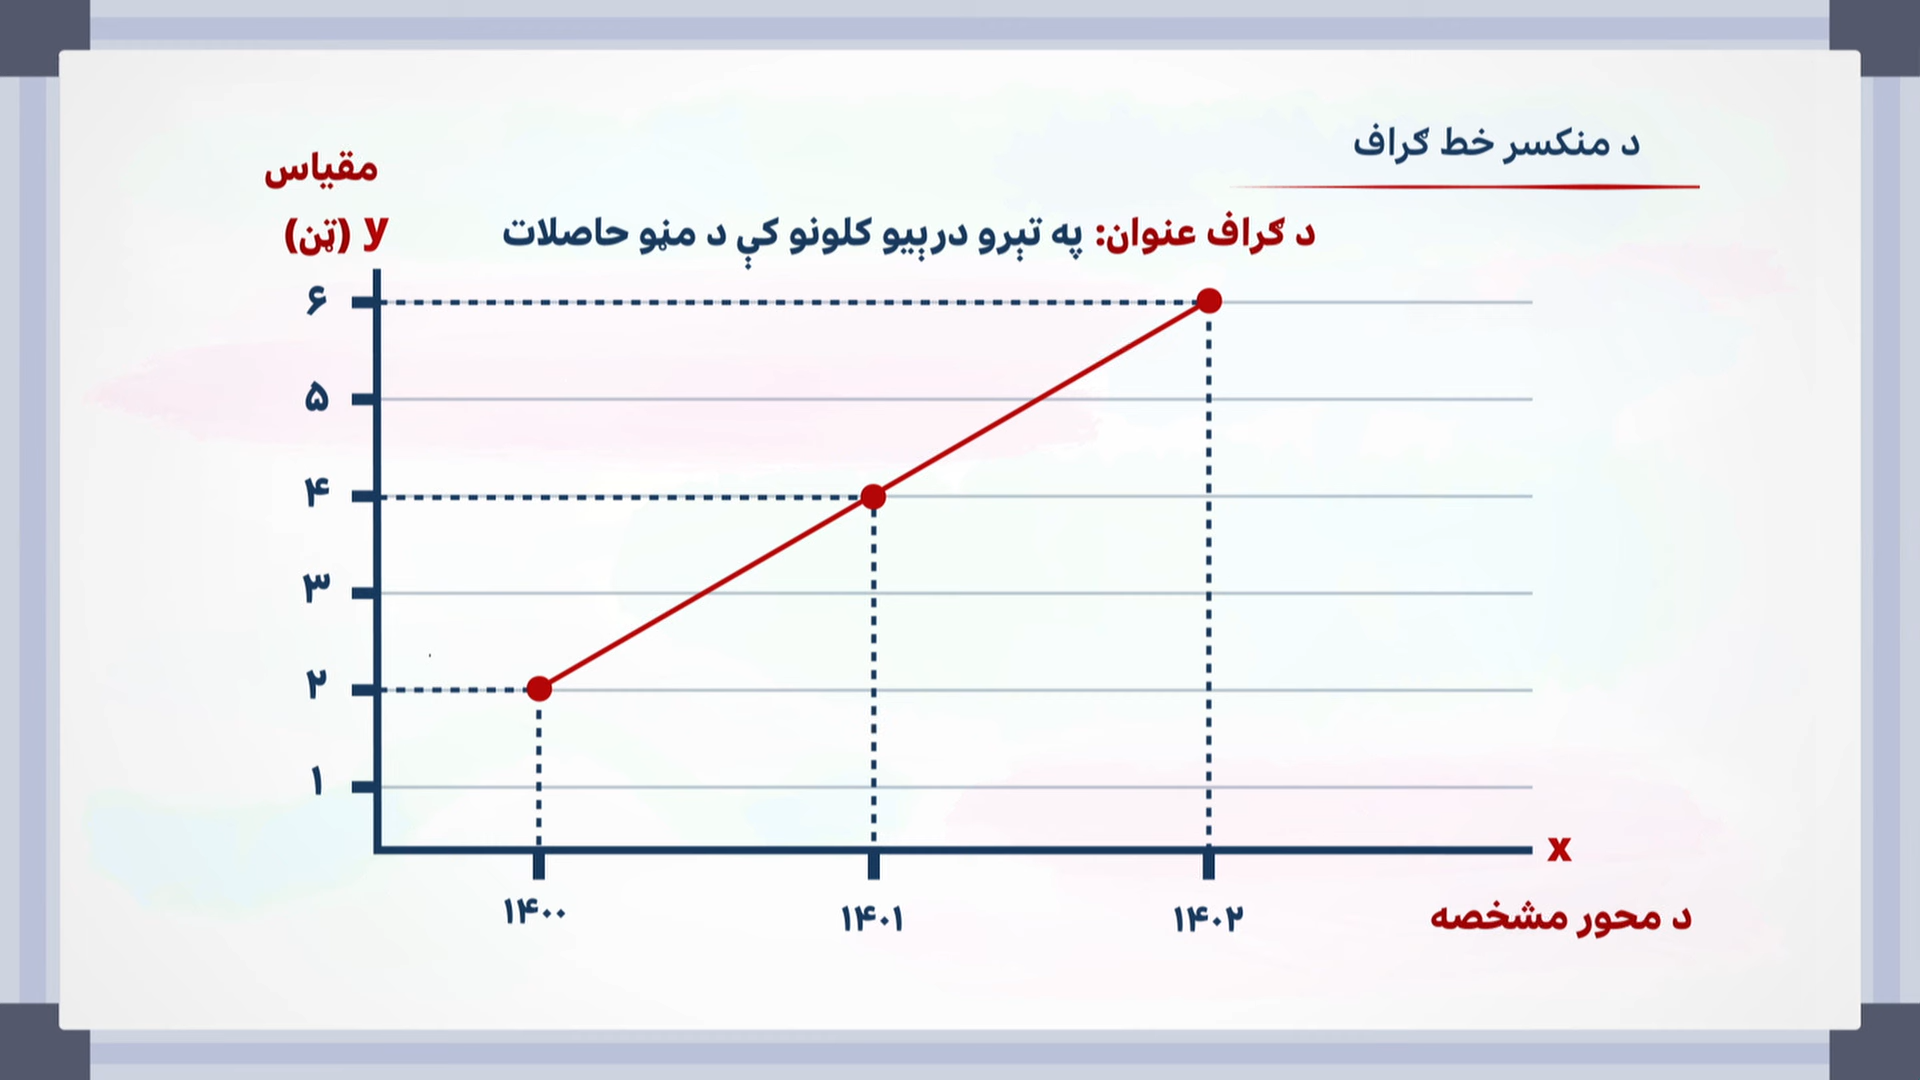 د منکسر خط ګراف
مقیاس
y (ټن)
د ګراف عنوان: په تېرو درېیو کلونو کې د مڼو حاصلات
۶
۵
۴
۳
۲
۱
x
۱۴۰۰
۱۴۰۱
۱۴۰۲
د محور مشخصه